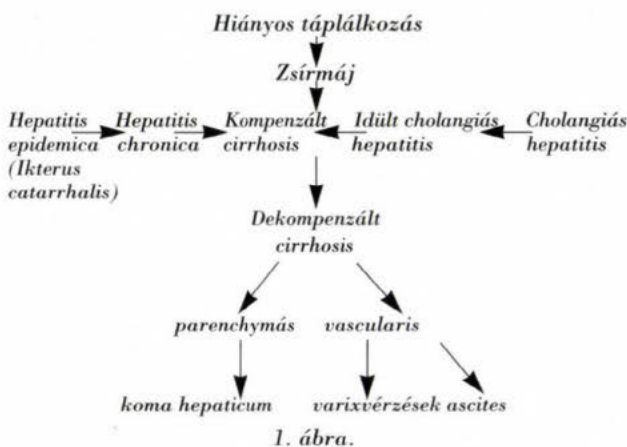 Hiányos táplálkozás
Zsírmáj
Hepatitis epidemica (Ikterus catarrhalis)
Hepatitis chronica
Kompenzált cirrhosis
Idült cholangiás hepatitis
Cholangiás hepatitis
Dekompenzált cirrhosis
parenchymás
vascularis
koma hepaticum
varixvérzések ascites
1. ábra.